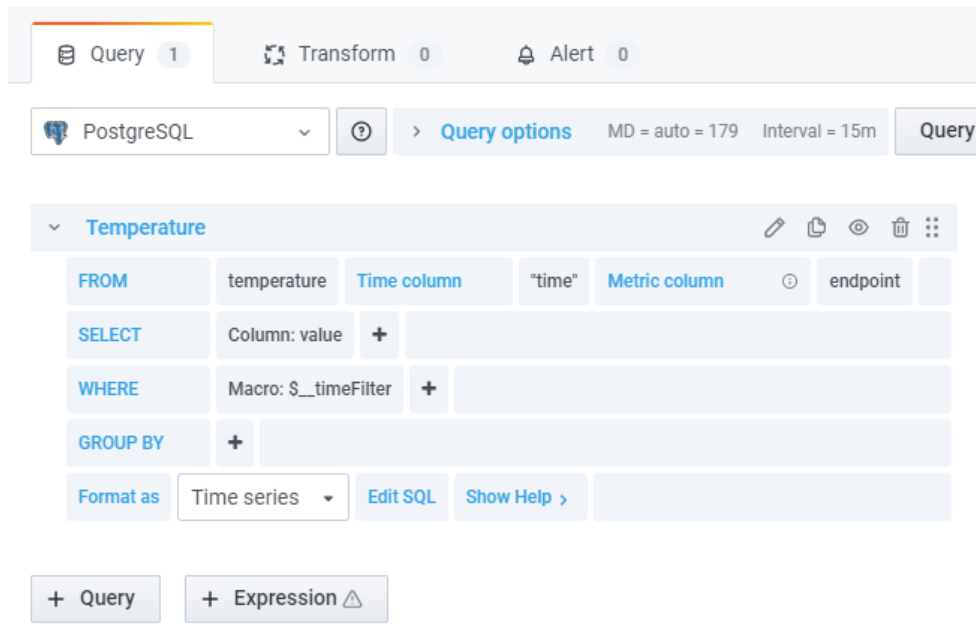 Query 1 Transform 0 Alert 0
PostgreSQL Query options MD = auto = 179 Interval = 15m Query
Temperature
FROM temperature Time column "time" Metric column endpoint
SELECT Column: value +
WHERE Macro: $__timeFilter +
GROUP BY +
Format as Time series Edit SQL Show Help >
+ Query + Expression